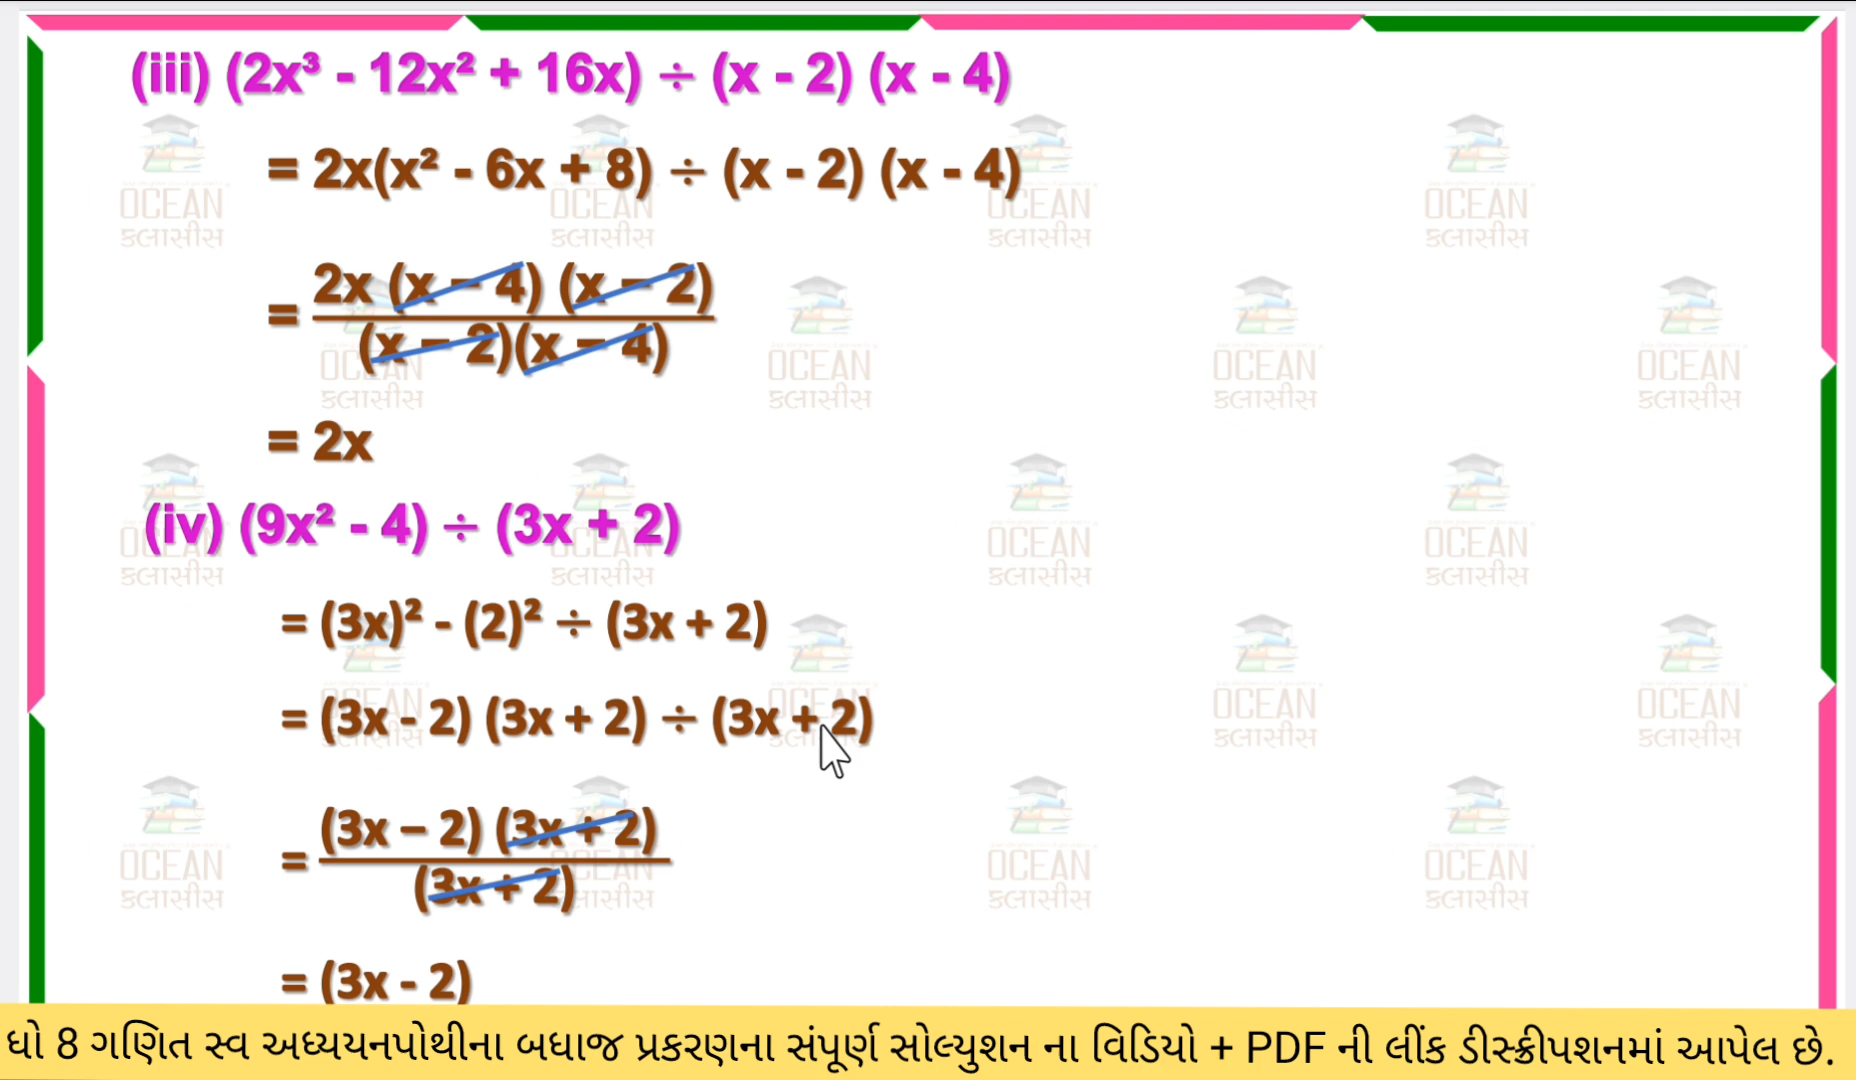 (iii) (2x³ - 12x² + 16x) ÷ (x - 2) (x - 4)
= 2x(x² - 6x + 8) ÷ (x - 2) (x - 4)
= 2x (x – 4) (x – 2)
(x – 2)(x – 4)
= 2x
(iv) (9x² - 4) ÷ (3x + 2)
= (3x)² - (2)² ÷ (3x + 2)
= (3x - 2) (3x + 2) ÷ (3x + 2)
= (3x – 2) (3x + 2)
(3x + 2)
= (3x - 2)
ધો 8 ગણિત સ્વ અધ્યયનપોથીના બધાજ પ્રકરણના સંપૂર્ણ સોલ્યુશન ના વિડિયો + PDF ની લીંક ડીસ્ક્રીપશનમાં આપેલ છે.
OCEAN
ક્લાસીસ